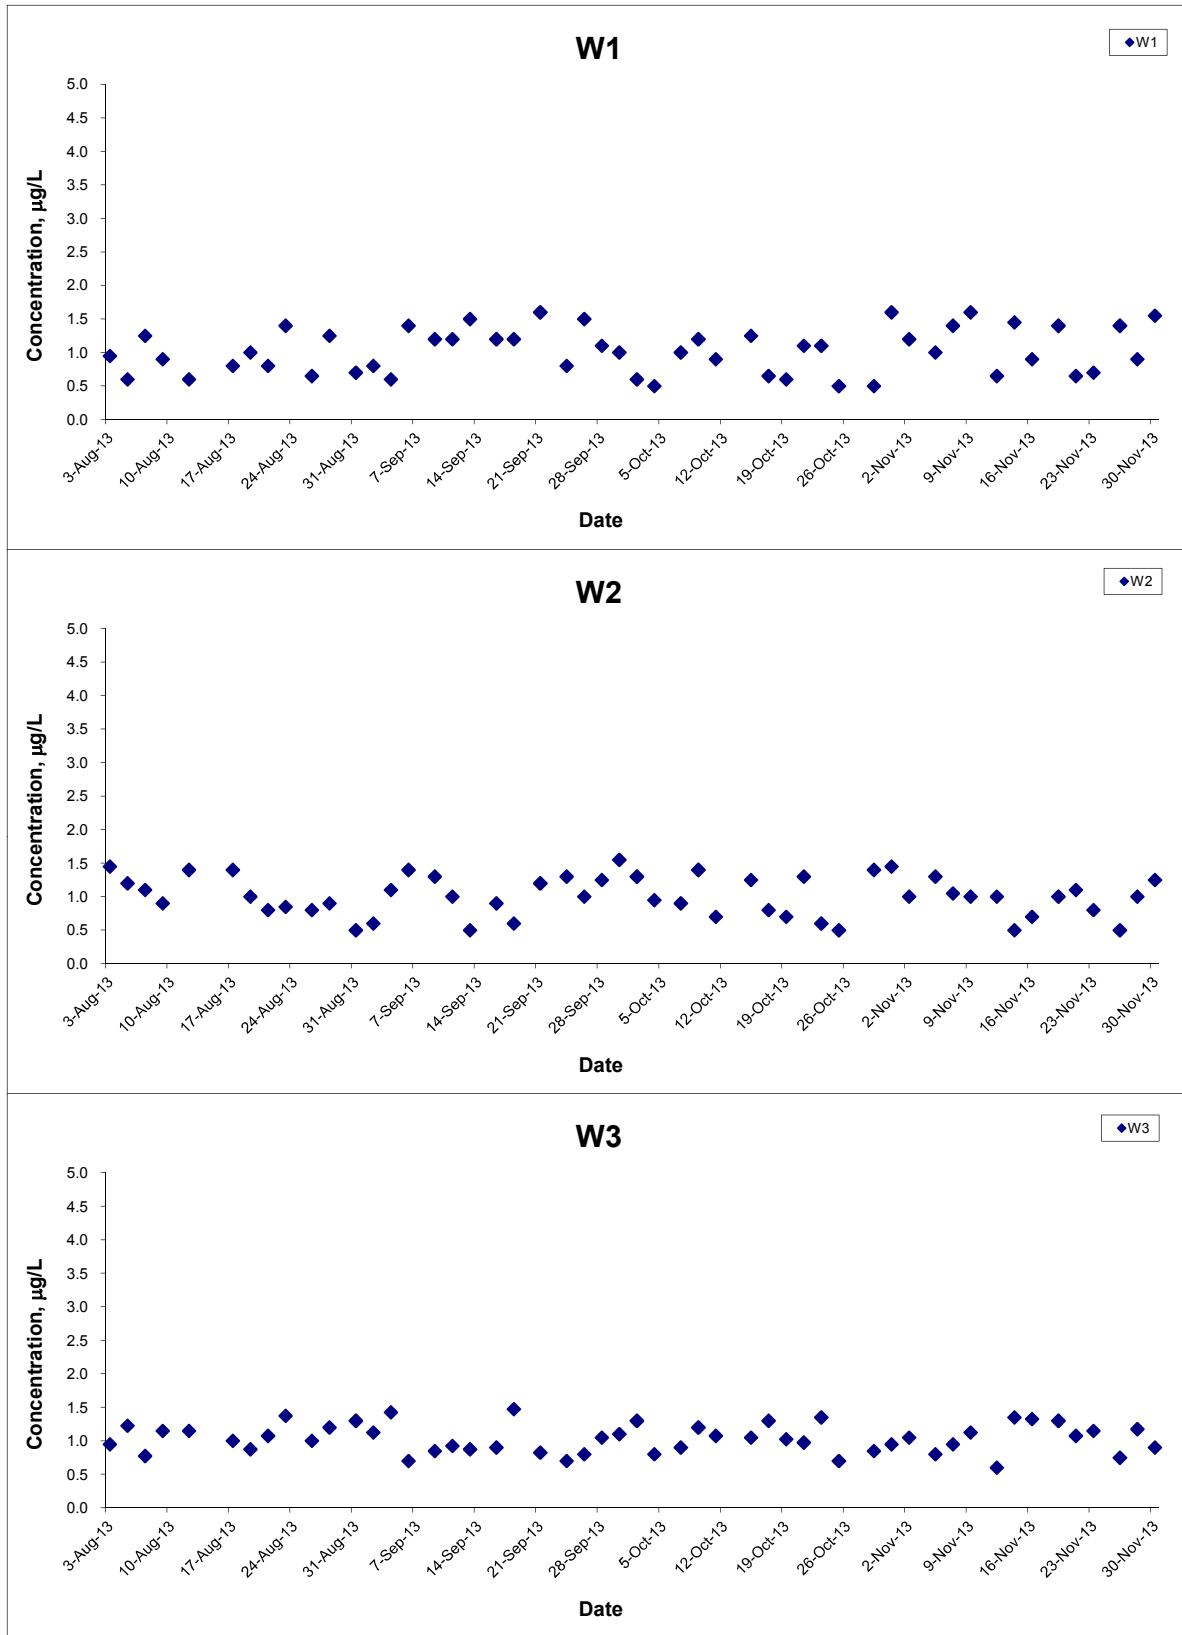 W1
W1
5.0
4.5
4.0
3.5
3.0
2.5
2.0
1.5
1.0
0.5
0.0
Concentration, µg/L
3-Aug-13
10-Aug-13
17-Aug-13
24-Aug-13
31-Aug-13
7-Sep-13
14-Sep-13
21-Sep-13
28-Sep-13
5-Oct-13
12-Oct-13
19-Oct-13
26-Oct-13
2-Nov-13
9-Nov-13
16-Nov-13
23-Nov-13
30-Nov-13
Date
W2
W2
5.0
4.5
4.0
3.5
3.0
2.5
2.0
1.5
1.0
0.5
0.0
Concentration, µg/L
3-Aug-13
10-Aug-13
17-Aug-13
24-Aug-13
31-Aug-13
7-Sep-13
14-Sep-13
21-Sep-13
28-Sep-13
5-Oct-13
12-Oct-13
19-Oct-13
26-Oct-13
2-Nov-13
9-Nov-13
16-Nov-13
23-Nov-13
30-Nov-13
Date
W3
W3
5.0
4.5
4.0
3.5
3.0
2.5
2.0
1.5
1.0
0.5
0.0
Concentration, µg/L
3-Aug-13
10-Aug-13
17-Aug-13
24-Aug-13
31-Aug-13
7-Sep-13
14-Sep-13
21-Sep-13
28-Sep-13
5-Oct-13
12-Oct-13
19-Oct-13
26-Oct-13
2-Nov-13
9-Nov-13
16-Nov-13
23-Nov-13
30-Nov-13
Date